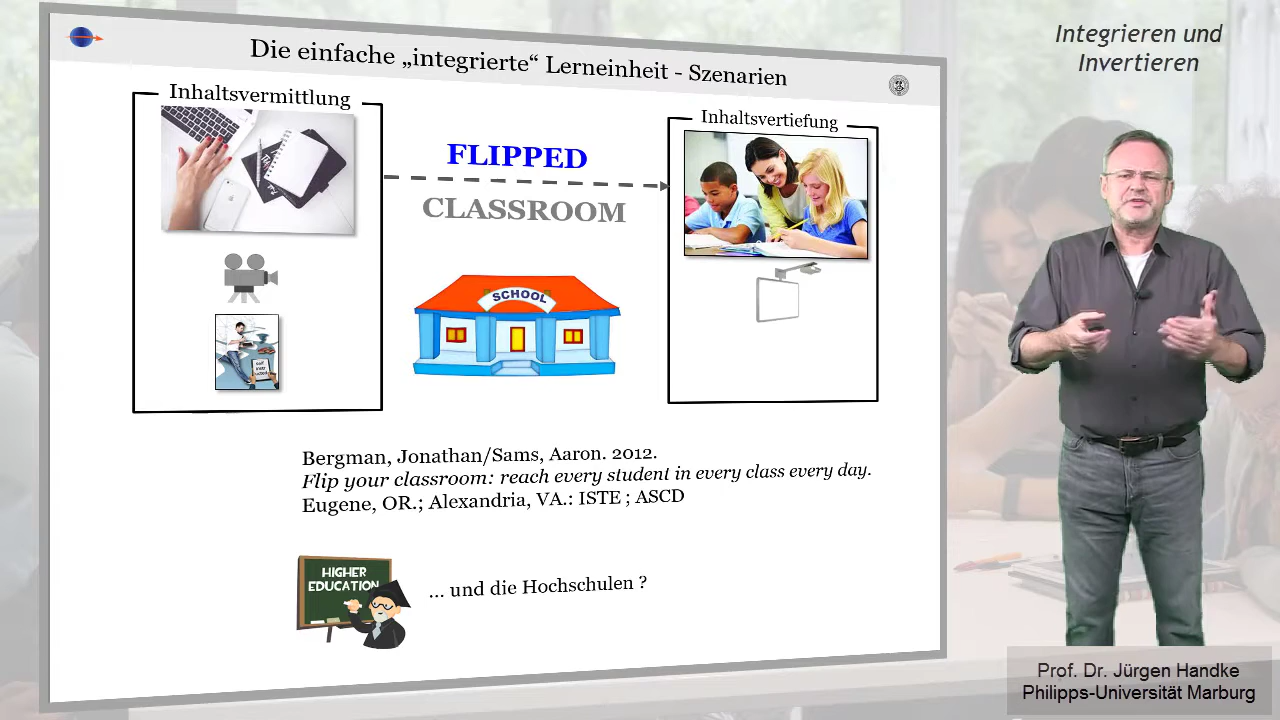 Integrieren und
Invertieren
Die einfache „integrierte“ Lerneinheit - Szenarien
Inhaltsvermittlung
Inhaltsvertiefung
FLIPPED
CLASSROOM
SCHOOL
Bergman, Jonathan/Sams, Aaron. 2012.
Flip your classroom: reach every student in every class every day.
Eugene, OR.; Alexandria, VA.: ISTE ; ASCD
HIGHER
EDUCATION
... und die Hochschulen ?
Prof. Dr. Jürgen Handke
Philipps-Universität Marburg